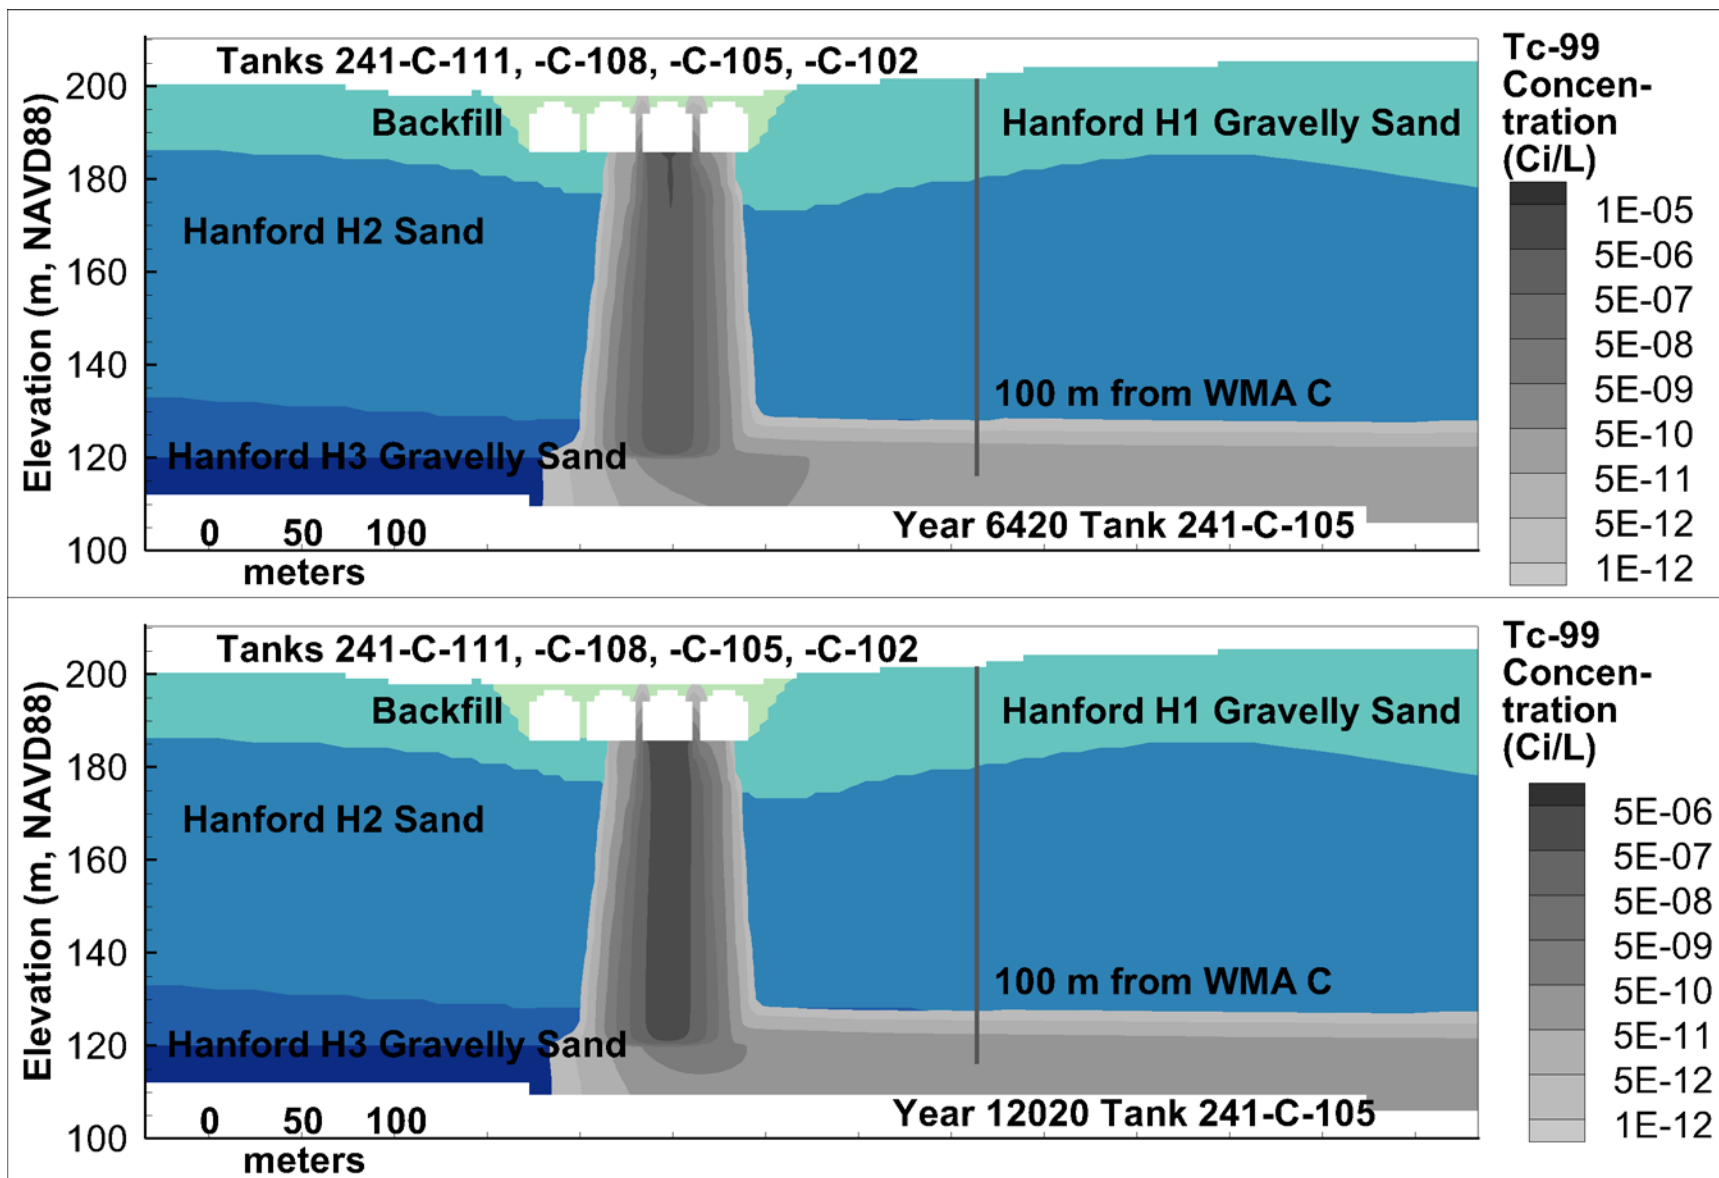 Tanks 241-C-111, -C-108, -C-105, -C-102
Backfill
Hanford H1 Gravelly Sand
Hanford H2 Sand
100 m from WMA C
Hanford H3 Gravelly Sand
Year 6420 Tank 241-C-105
Elevation (m, NAVD88)
200
180
160
140
120
100
0 50 100
meters
Tc-99
Concen-
tration
(Ci/L)
1E-05
5E-06
5E-07
5E-08
5E-09
5E-10
5E-11
5E-12
1E-12
Tanks 241-C-111, -C-108, -C-105, -C-102
Backfill
Hanford H1 Gravelly Sand
Hanford H2 Sand
100 m from WMA C
Hanford H3 Gravelly Sand
Year 12020 Tank 241-C-105
Elevation (m, NAVD88)
200
180
160
140
120
100
0 50 100
meters
Tc-99
Concen-
tration
(Ci/L)
5E-06
5E-07
5E-08
5E-09
5E-10
5E-11
5E-12
1E-12